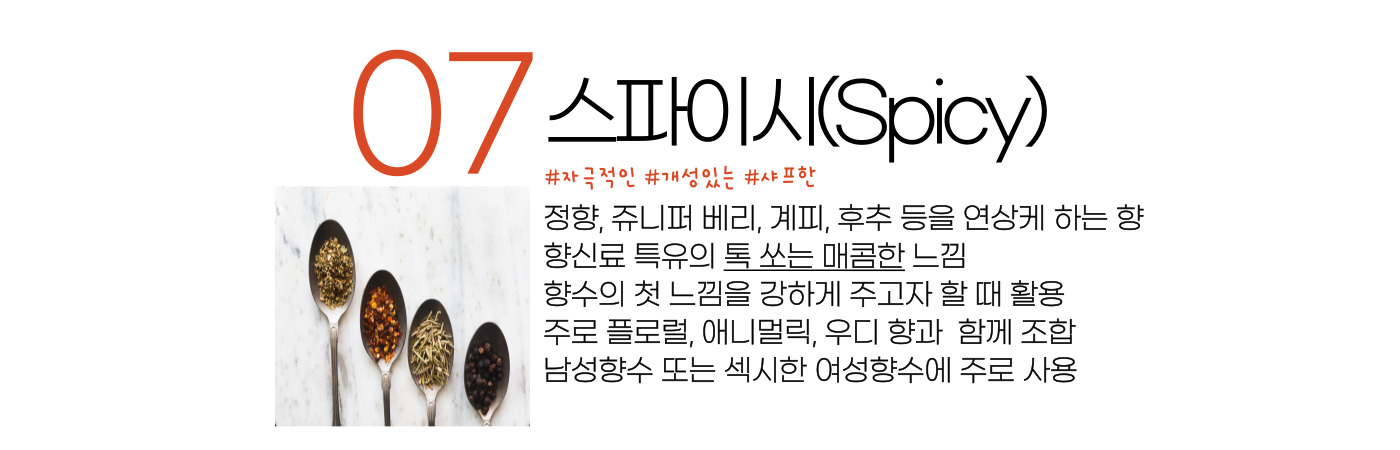 07 스파이시(Spicy)
#자극적인 #개성있는 #샤프한
정향, 쥬니퍼 베리, 계피, 후추 등을 연상케 하는 향
향신료 특유의 톡 쏘는 매콤한 느낌
향수의 첫 느낌을 강하게 주고자 할 때 활용
주로 플로럴, 애니멀릭, 우디 향과 함께 조합
남성향수 또는 섹시한 여성향수에 주로 사용